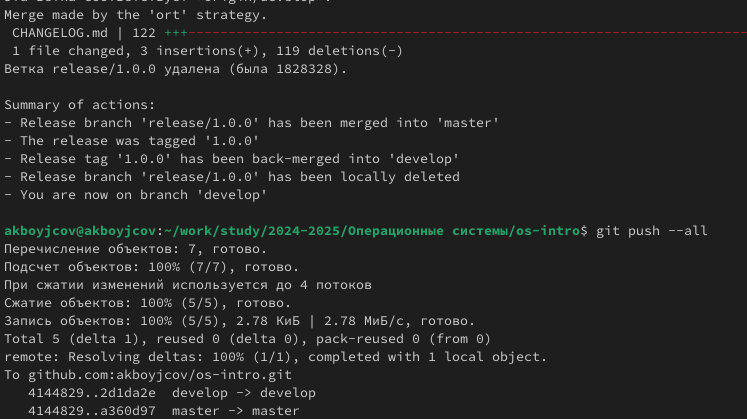 Merge made by the 'ort' strategy.
CHANGELOG.md | 122 +++-----------------------------------------------------------------------
1 file changed, 3 insertions(+), 119 deletions(-)
Ветка release/1.0.0 удалена (была 1828328).
Summary of actions:
- Release branch 'release/1.0.0' has been merged into 'master'
- The release was tagged '1.0.0'
- Release tag '1.0.0' has been back-merged into 'develop'
- Release branch 'release/1.0.0' has been locally deleted
- You are now on branch 'develop'
akboyjcov@akboyjcov:~/work/study/2024-2025/Операционные системы/os-intro$ git push --all
Перечисление объектов: 7, готово.
Подсчет объектов: 100% (7/7), готово.
При сжатии изменений используется до 4 потоков
Сжатие объектов: 100% (5/5), готово.
Запись объектов: 100% (5/5), 2.78 КиБ | 2.78 МиБ/с, готово.
Total 5 (delta 1), reused 0 (delta 0), pack-reused 0 (from 0)
remote: Resolving deltas: 100% (1/1), completed with 1 local object.
To github.com:akboyjcov/os-intro.git
4144829..2d1da2e  develop -> develop
4144829..a360d97  master -> master